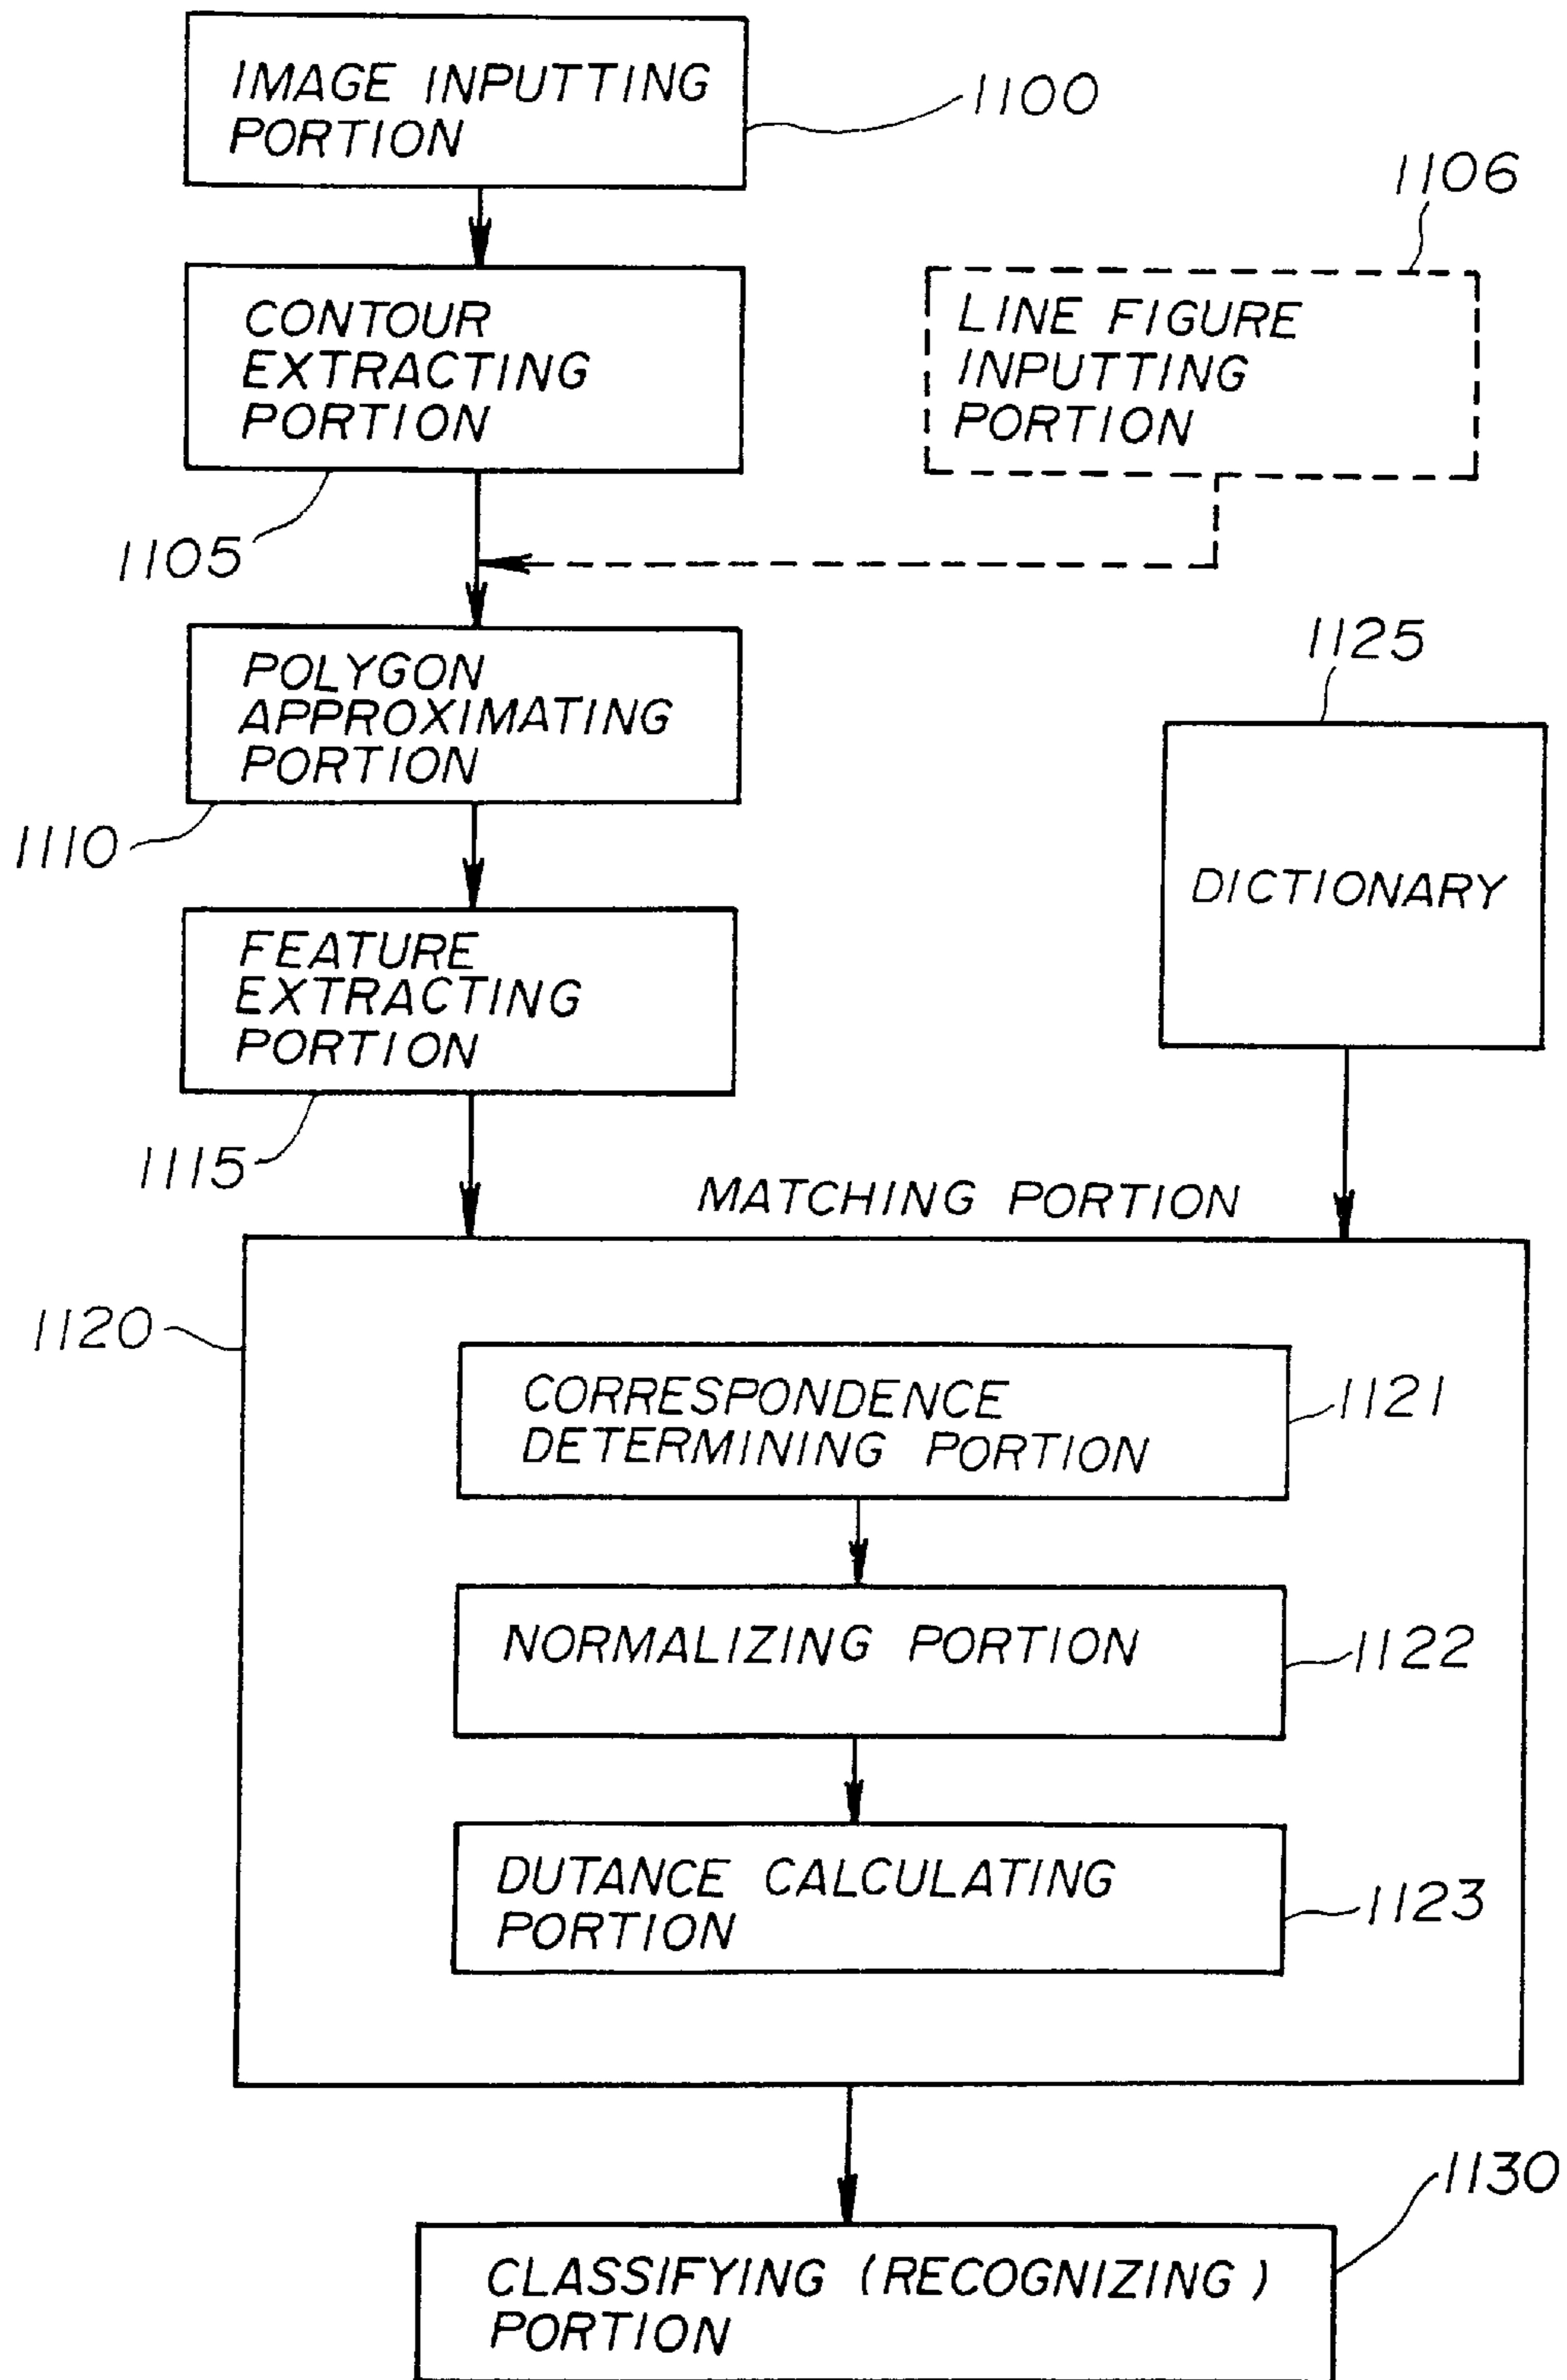 IMAGE INPUTTING
PORTION
1100
1106
CONTOUR
EXTRACTING
PORTION
LINE FIGURE
INPUTTING
PORTION
1105
POLYGON
APPROXIMATING
PORTION
1125
1110
DICTIONARY
FEATURE
EXTRACTING
PORTION
1115
MATCHING PORTION
1120
CORRESPONDENCE
DETERMINING PORTION
1121
NORMALIZING PORTION
1122
DUTANCE CALCULATING
PORTION
1123
1130
CLASSIFYING (RECOGNIZING)
PORTION